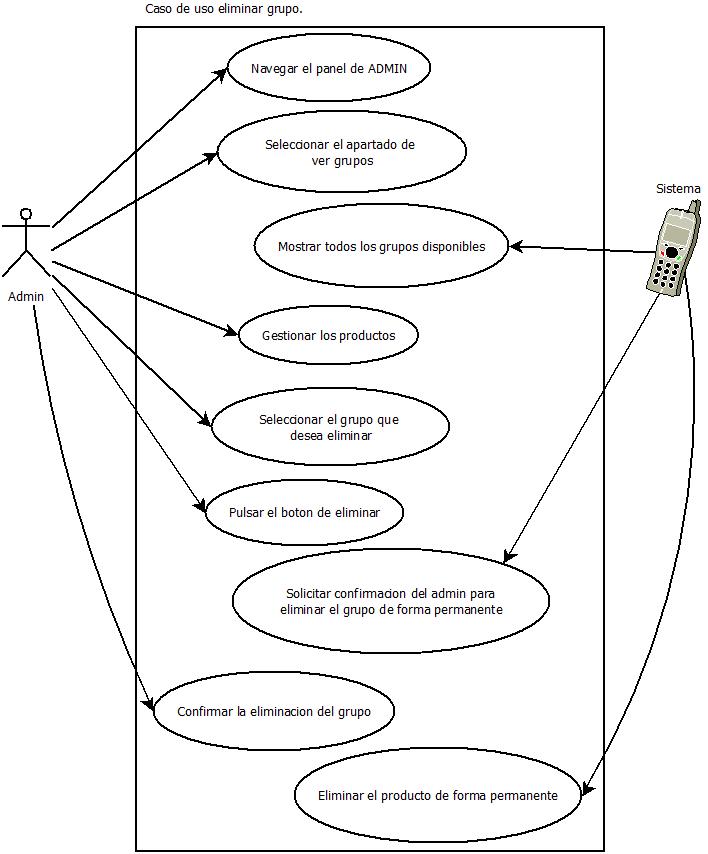 Caso de uso eliminar grupo.
Navegar el panel de ADMIN
Seleccionar el apartado de
ver grupos
Sistema
Mostrar todos los grupos disponibles
Admin
Gestionar los productos
Seleccionar el grupo que
desea eliminar
Pulsar el boton de eliminar
Solicitar confirmacion del admin para
eliminar el grupo de forma permanente
Confirmar la eliminacion del grupo
Eliminar el producto de forma permanente